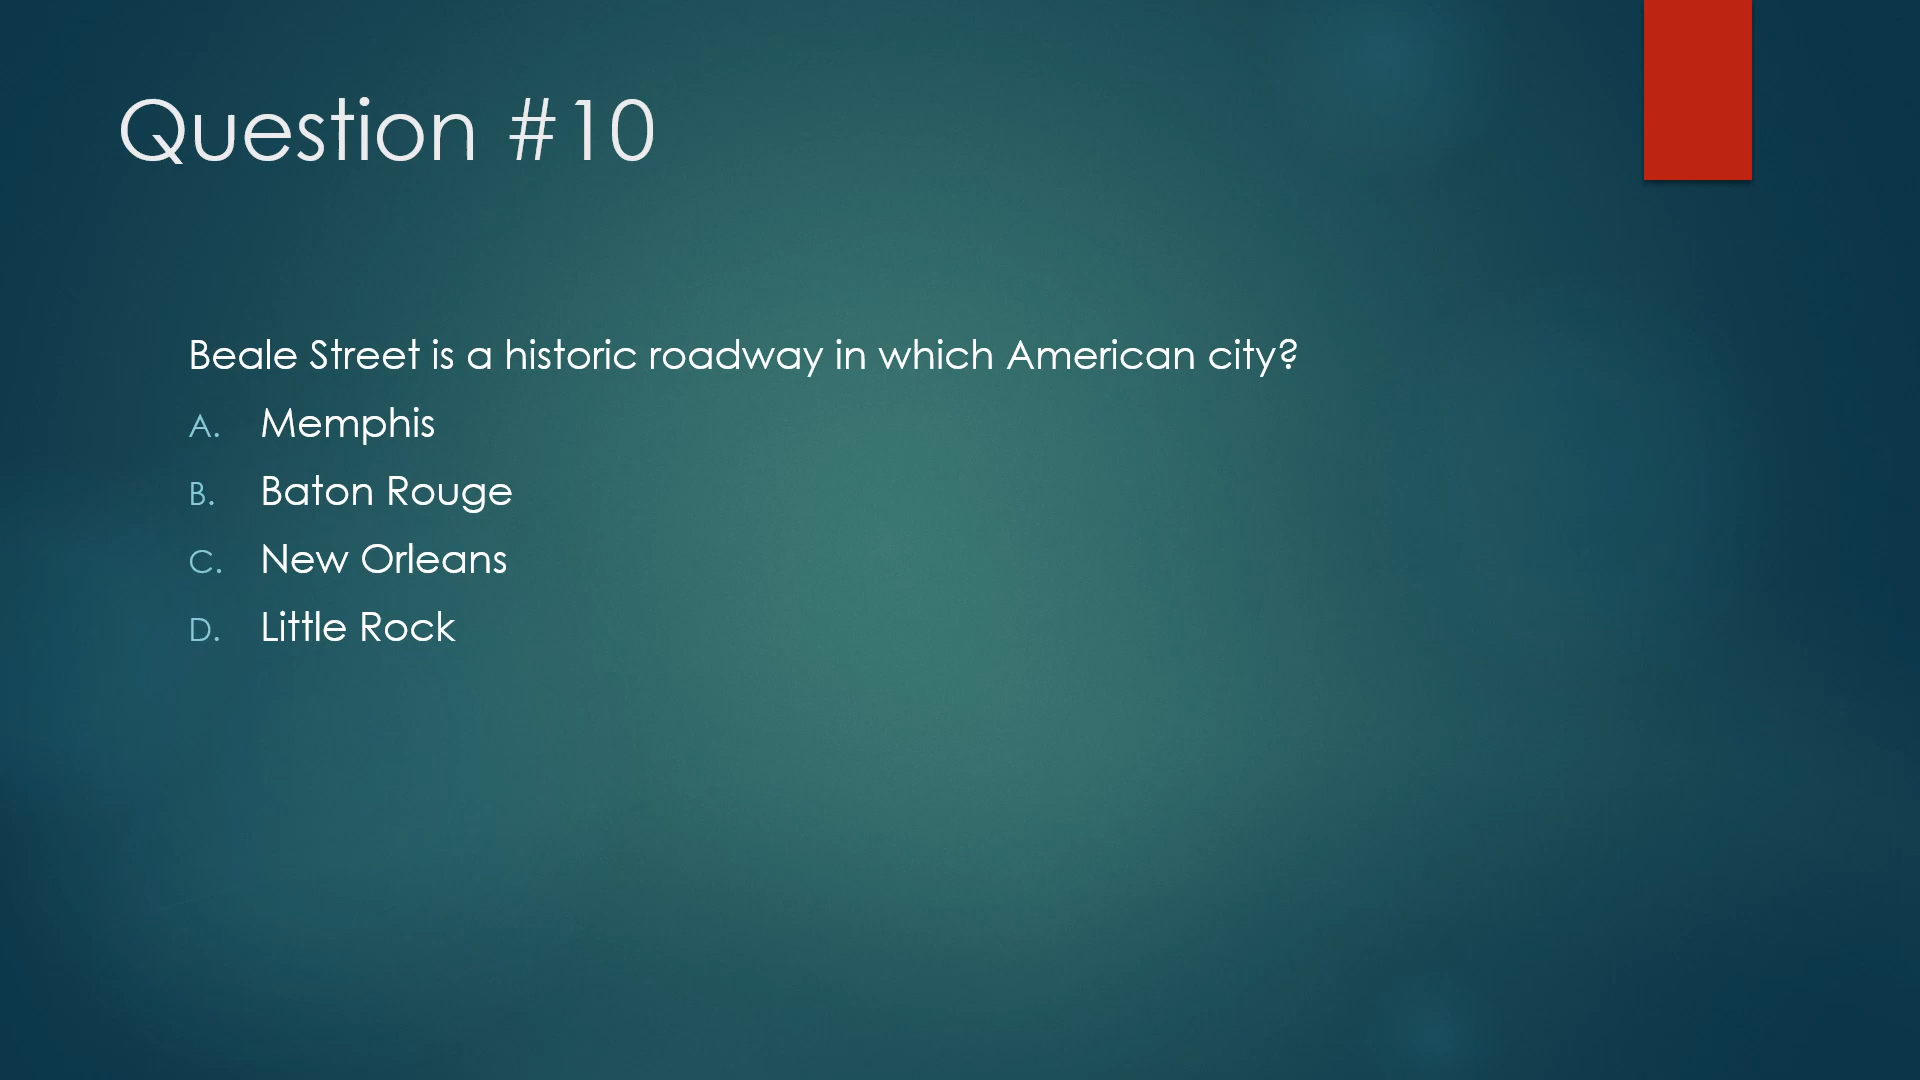 Question #10
Beale Street is a historic roadway in which American city?
A. Memphis
B. Baton Rouge
C. New Orleans
D. Little Rock